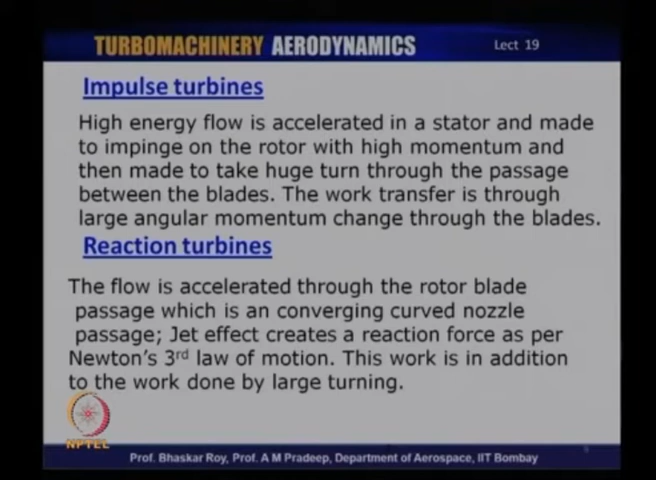 TURBOMACHINERY AERODYNAMICS
Lect 19
Impulse turbines
High energy flow is accelerated in a stator and made
to impinge on the rotor with high momentum and
then made to take huge turn through the passage
between the blades. The work transfer is through
large angular momentum change through the blades.
Reaction turbines
The flow is accelerated through the rotor blade
passage which is an converging curved nozzle
passage; Jet effect creates a reaction force as per
Newton's 3rd law of motion. This work is in addition
to the work done by large turning.
NPTEL
Prof. Bhaskar Roy, Prof. A M Pradeep, Department of Aerospace, IIT Bombay